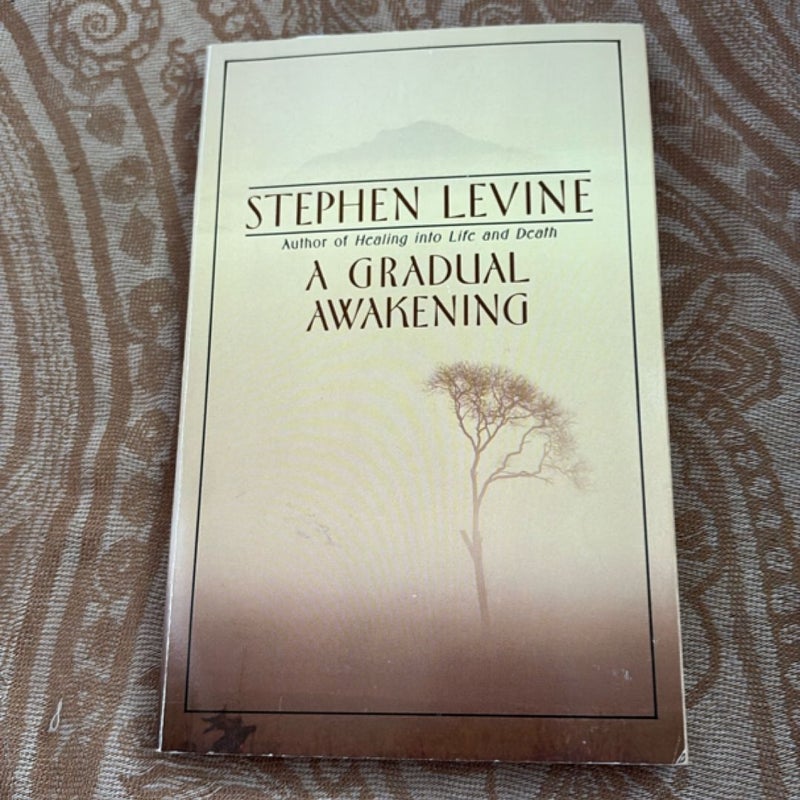 STEPHEN LEVINE
Author of Healing into Life and Death
A GRADUAL
AWAKENING